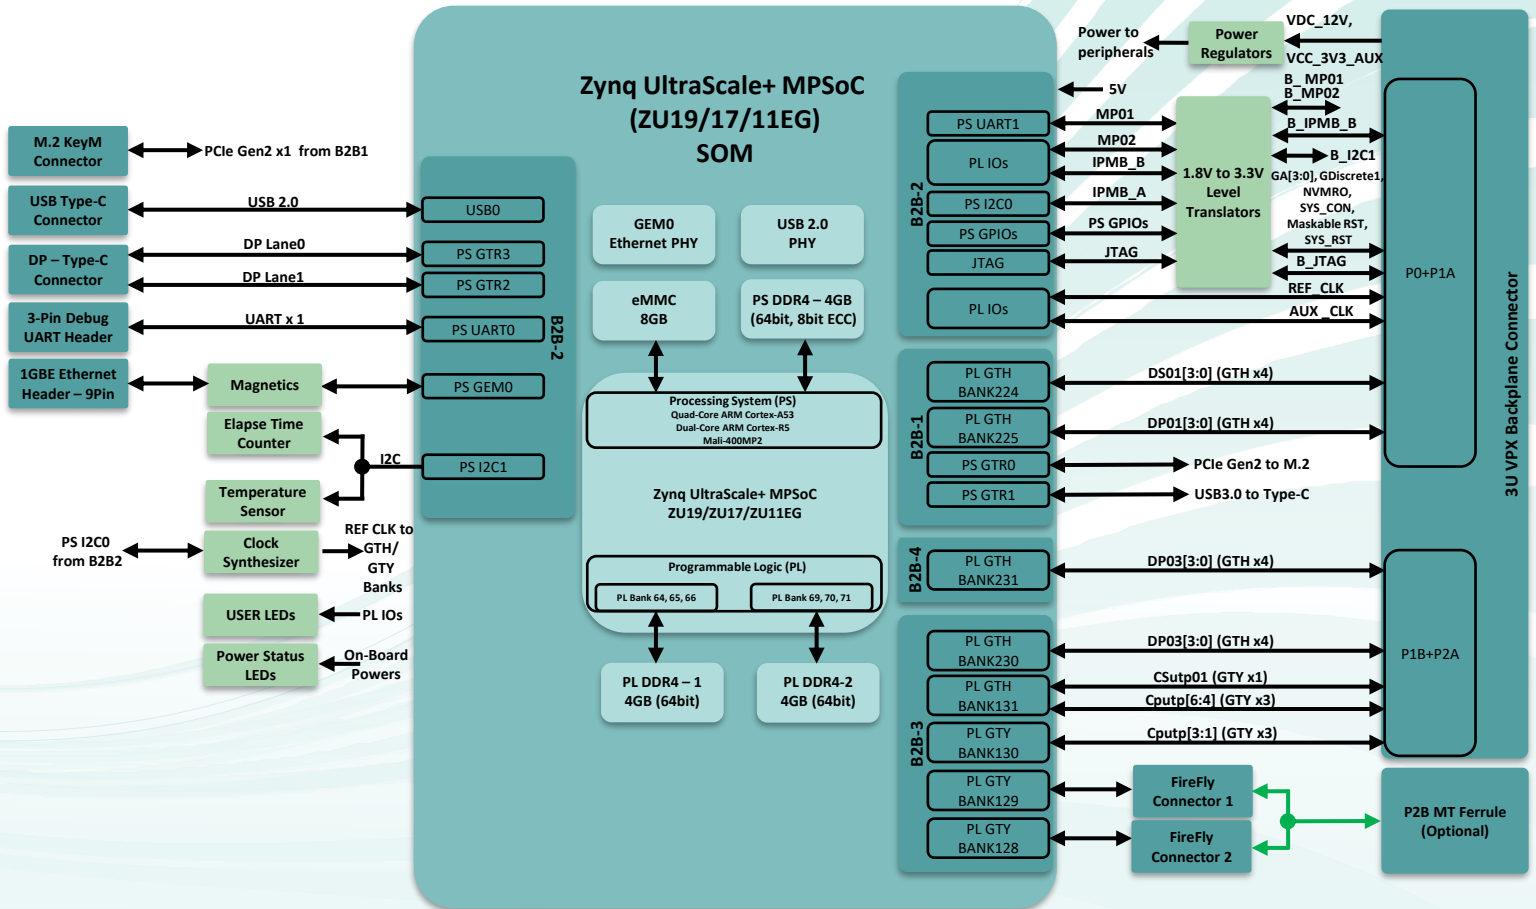 Zynq UltraScale+ MPSoC
(ZU19/17/11EG)
SOM
M.2 KeyM
Connector
PCIe Gen2 x1 from B2B1
USB Type-C
Connector
USB 2.0
DP – Type-C
Connector
DP Lane0
DP Lane1
3-Pin Debug
UART Header
UART x 1
1GBE Ethernet
Header – 9Pin
Magnetics
Elapse Time
Counter
I2C
Temperature
Sensor
PS I2C0
from B2B2
Clock
Synthesizer
REF CLK to
GTH/
GTY
Banks
USER LEDs
PL IOs
Power Status
LEDs
On-Board
Powers
USB0
PS GTR3
PS GTR2
PS UART0
PS GEM0
PS I2C1
B2B-2
GEM0
Ethernet PHY
USB 2.0
PHY
eMMC
8GB
PS DDR4 – 4GB
(64bit, 8bit ECC)
Processing System (PS)
Quad-Core ARM Cortex-A53
Dual-Core ARM Cortex-R5
Mali-400MP2
Zynq UltraScale+ MPSoC
ZU19/ZU17/ZU11EG
Programmable Logic (PL)
PL Bank 64, 65, 66
PL Bank 69, 70, 71
PL DDR4 – 1
4GB (64bit)
PL DDR4-2
4GB (64bit)
B2B-2
PS UART1
PL IOs
PS I2C0
PS GPIOs
JTAG
PL IOs
B2B-1
PL GTH
BANK224
PL GTH
BANK225
PS GTR0
PS GTR1
B2B-4
PL GTH
BANK231
B2B-3
PL GTH
BANK230
PL GTH
BANK131
PL GTY
BANK130
PL GTY
BANK129
PL GTY
BANK128
Power to
peripherals
Power
Regulators
VDC_12V,
VCC_3V3_AUX
5V
MP01
MP02
IPMB_B
IPMB_A
PS GPIOs
JTAG
1.8V to 3.3V
Level
Translators
B_MP01
B_MP02
B_IPMB_B
B_I2C1
GA[3:0], GDiscrete1,
NVMRO,
SYS_CON,
Maskable RST,
SYS_RST
B_JTAG
REF_CLK
AUX _CLK
DS01[3:0] (GTH x4)
DP01[3:0] (GTH x4)
PCIe Gen2 to M.2
USB3.0 to Type-C
DP03[3:0] (GTH x4)
DP03[3:0] (GTH x4)
CSutp01 (GTY x1)
Cputp[6:4] (GTY x3)
Cputp[3:1] (GTY x3)
FireFly
Connector 1
FireFly
Connector 2
P0+P1A
P1B+P2A
3U VPX Backplane Connector
P2B MT Ferrule
(Optional)